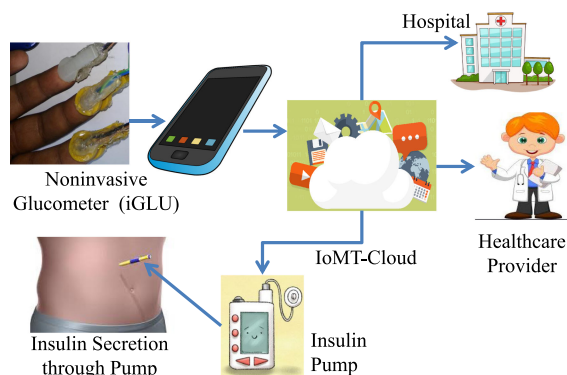 Hospital
Noninvasive
Glucometer (iGLU)
Healthcare
Provider
IoMT-Cloud
Insulin
Pump
Insulin Secretion
through Pump